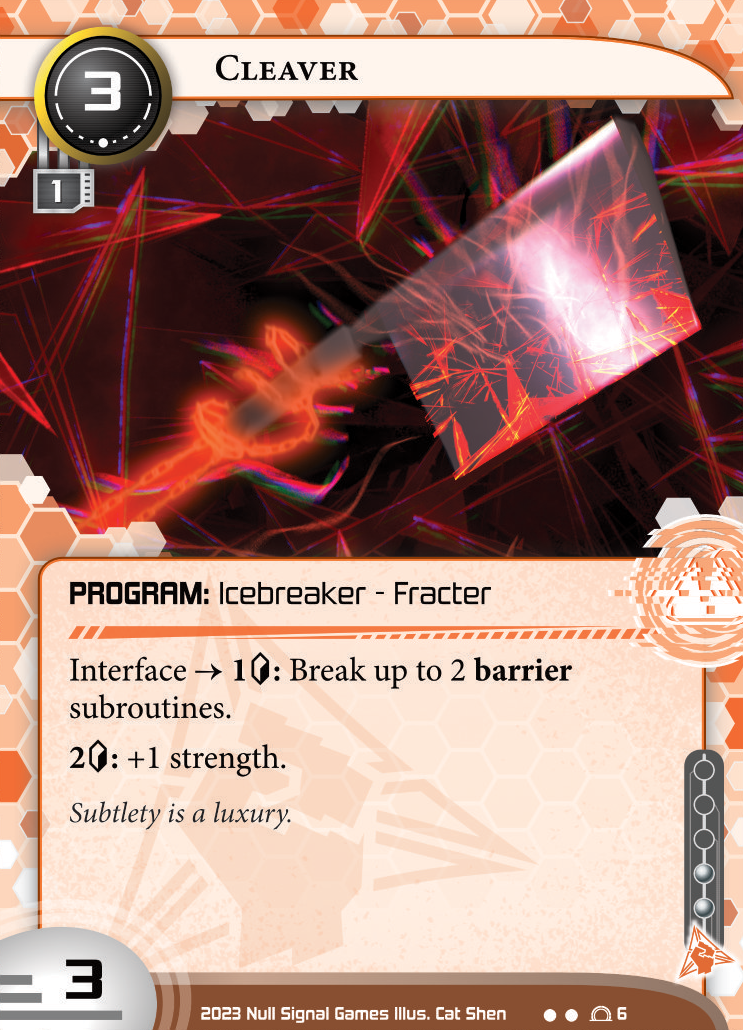 3
CLEAVER
1
PROGRAM: Icebreaker - Fracter
Interface → 1: Break up to 2 barrier
subroutines.
2: +1 strength.
Subtlety is a luxury.
3
2023 Null Signal Games Illus. Cat Shen
6